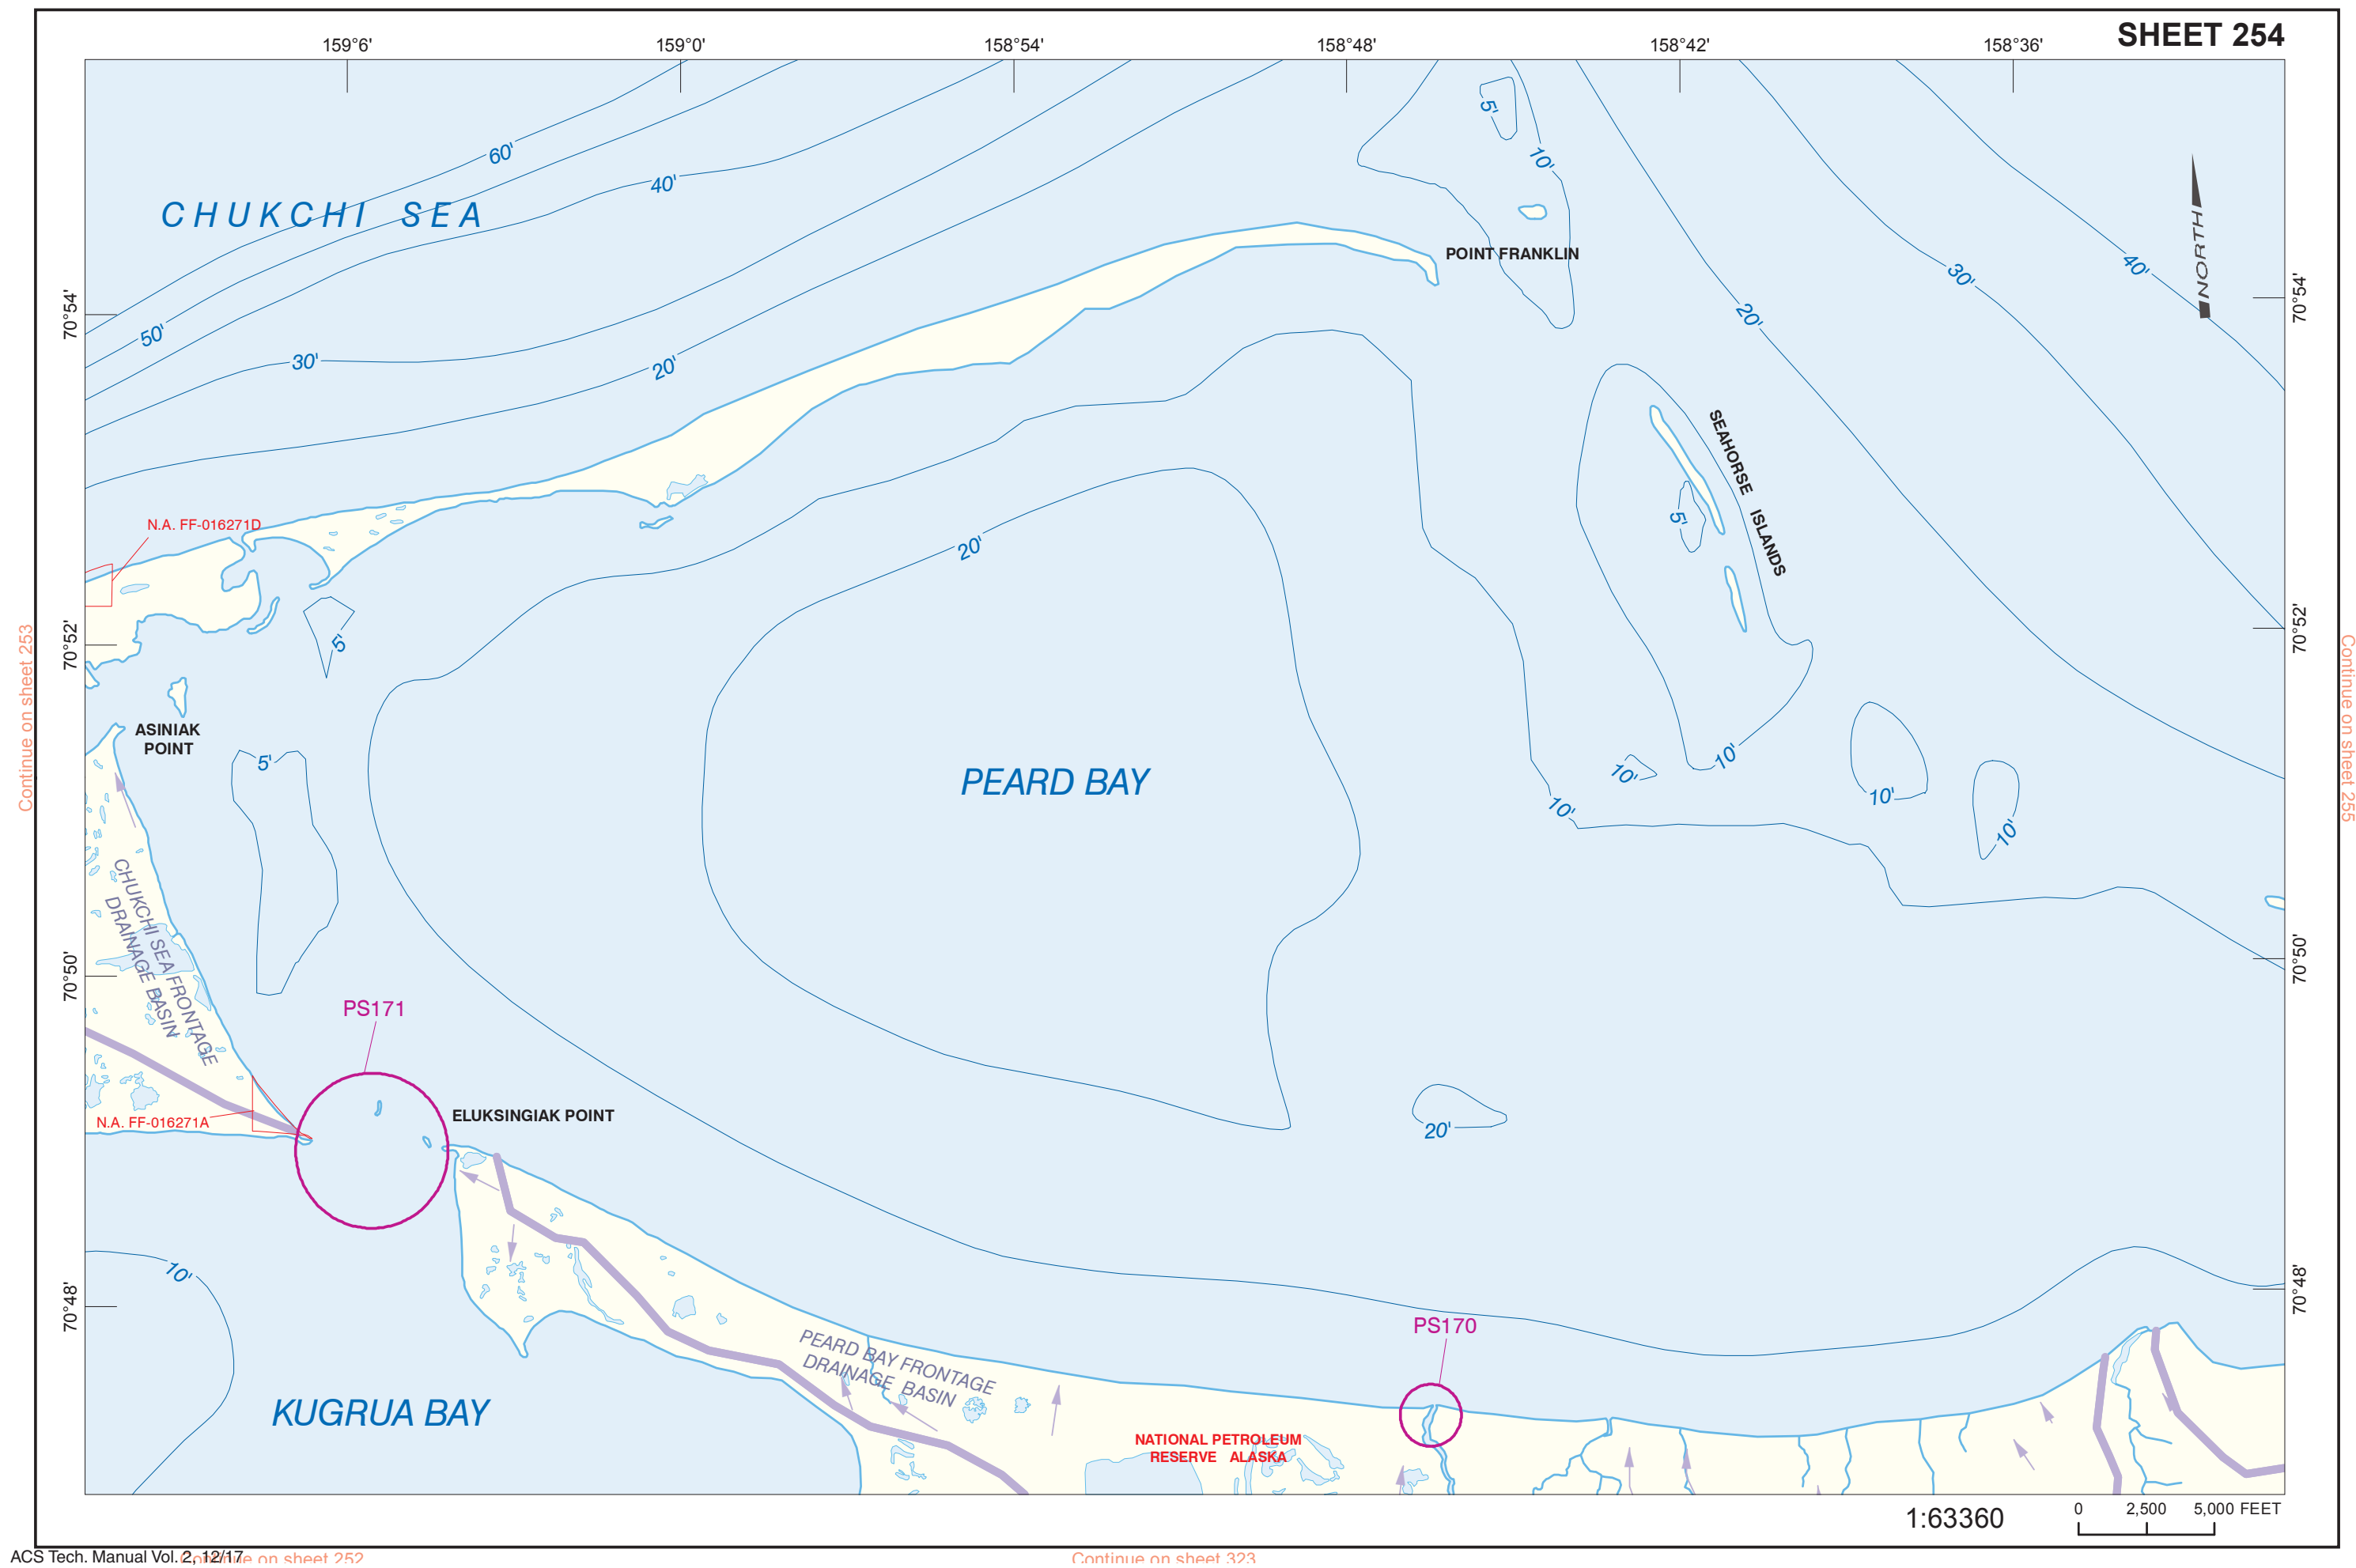 SHEET 254
159°6'
159°0'
158°54'
158°48'
158°42'
158°36'
5'
60'
10'
40'
CHUKCHI SEA
NORTH
POINT FRANKLIN
40'
30'
70°54'
70°54'
20'
50'
30'
20'
SEAHORSE ISLANDS
5'
N.A. FF-016271D
20'
70°52'
70°52'
5'
Continue on sheet 253
Continue on sheet 255
ASINIAK
POINT
5'
PEARD BAY
10'
10'
10'
10'
10'
CHUKCHI SEA FRONTAGE
DRAINAGE BASIN
70°50'
70°50'
PS171
ELUKSINGIAK POINT
N.A. FF-016271A
20'
10'
70°48'
70°48'
PS170
PEARD BAY FRONTAGE
DRAINAGE BASIN
KUGRUA BAY
NATIONAL PETROLEUM
RESERVE ALASKA
1:63360
0 2,500 5,000 FEET
ACS Tech. Manual Vol. 2, 12/17
Continue on sheet 252
Continue on sheet 323